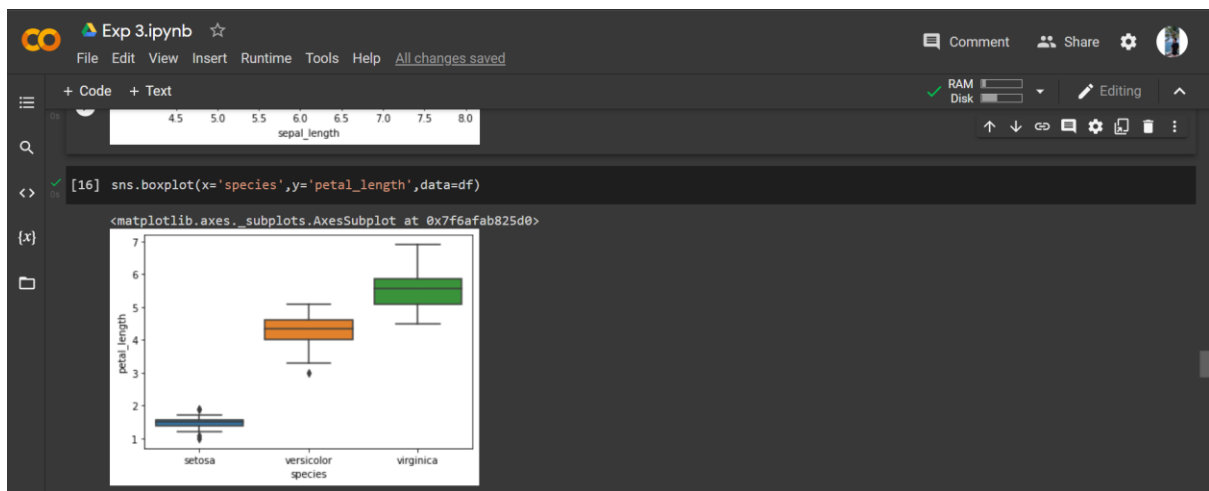 Exp 3.ipynb
Comment
Share
File Edit View Insert Runtime Tools Help All changes saved
+ Code + Text
RAM
Disk
Editing
0s
4.5 5.0 5.5 6.0 6.5 7.0 7.5 8.0
sepal_length
[16] sns.boxplot(x='species',y='petal_length',data=df)
0s
<matplotlib.axes._subplots.AxesSubplot at 0x7f6afab825d0>
{x}
7
6
5
4
3
2
1
petal_length
setosa versicolor virginica
species